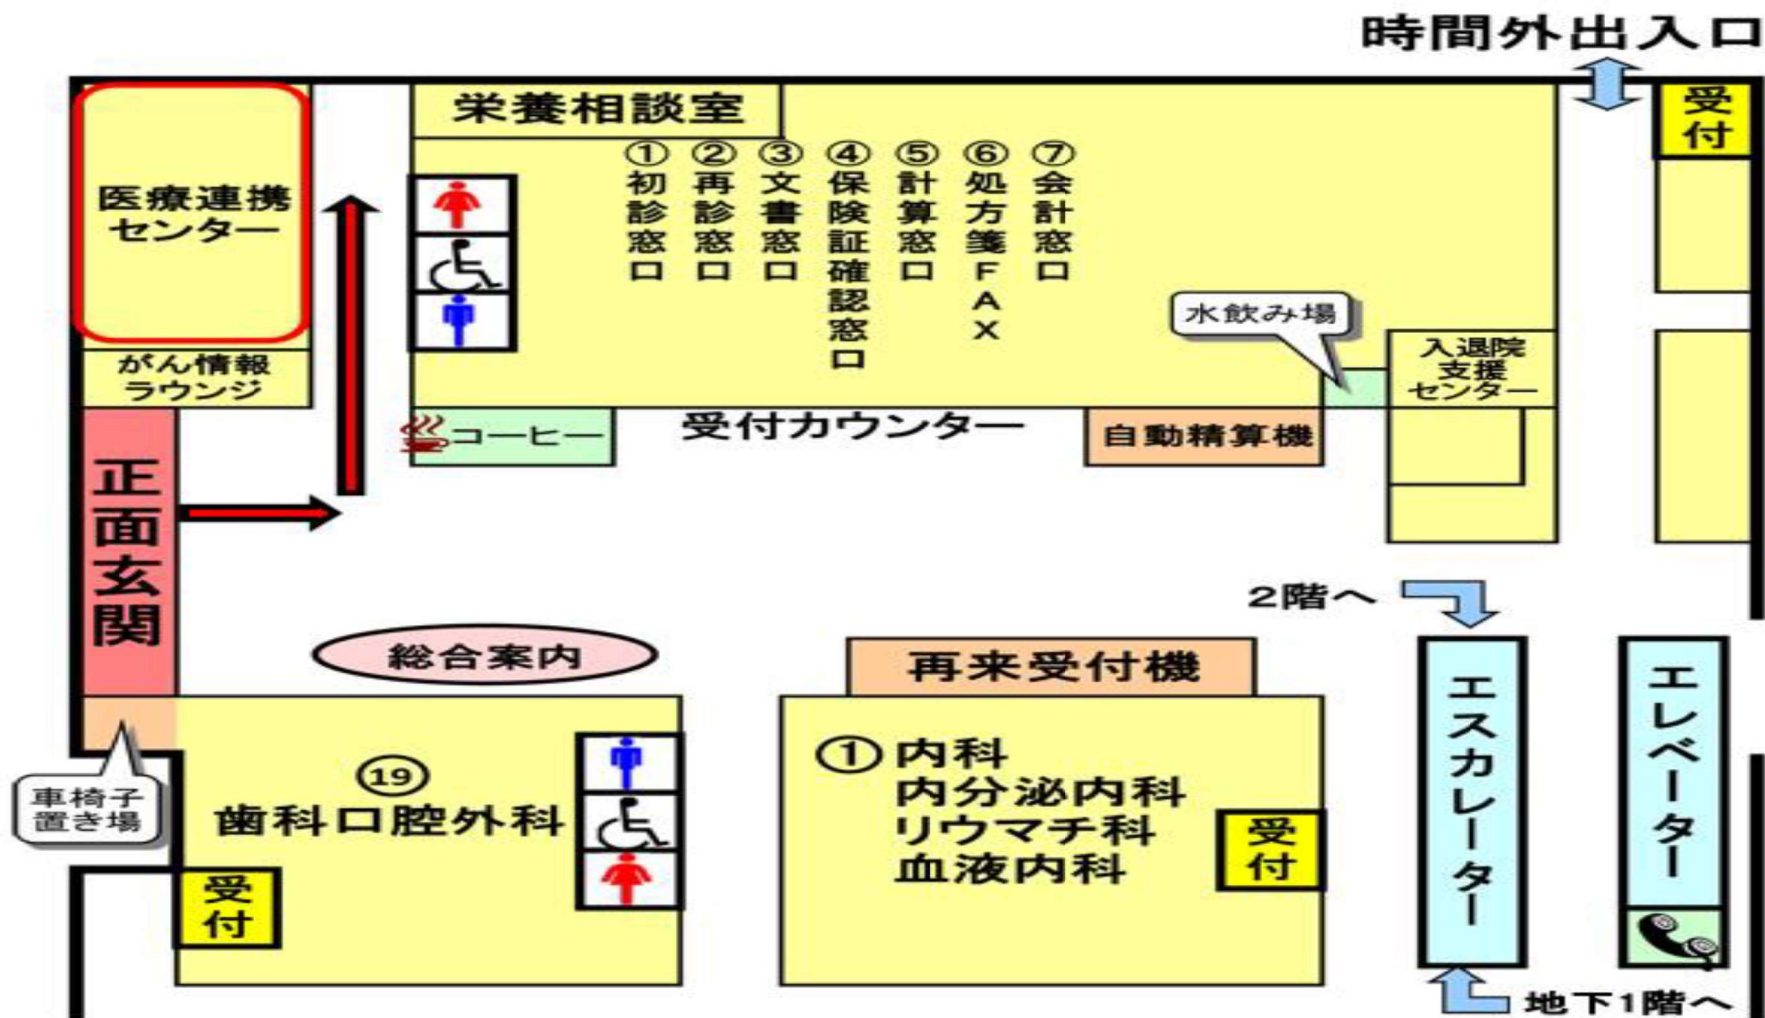 時間外出入口
受付
栄養相談室
医療連携
センター
①初診窓口
②再診窓口
③文書窓口
④保険証確認窓口
⑤計算窓口
⑥処方箋FAX
⑦会計窓口
水飲み場
入退院
支援
センター
がん情報
ラウンジ
コーヒー
受付カウンター
自動精算機
正面玄関
2階へ
総合案内
再来受付機
エスカレーター
エレベーター
車椅子
置き場
⑲
歯科口腔外科
受付
①内科
内分泌内科
リウマチ科
血液内科
受付
地下1階へ